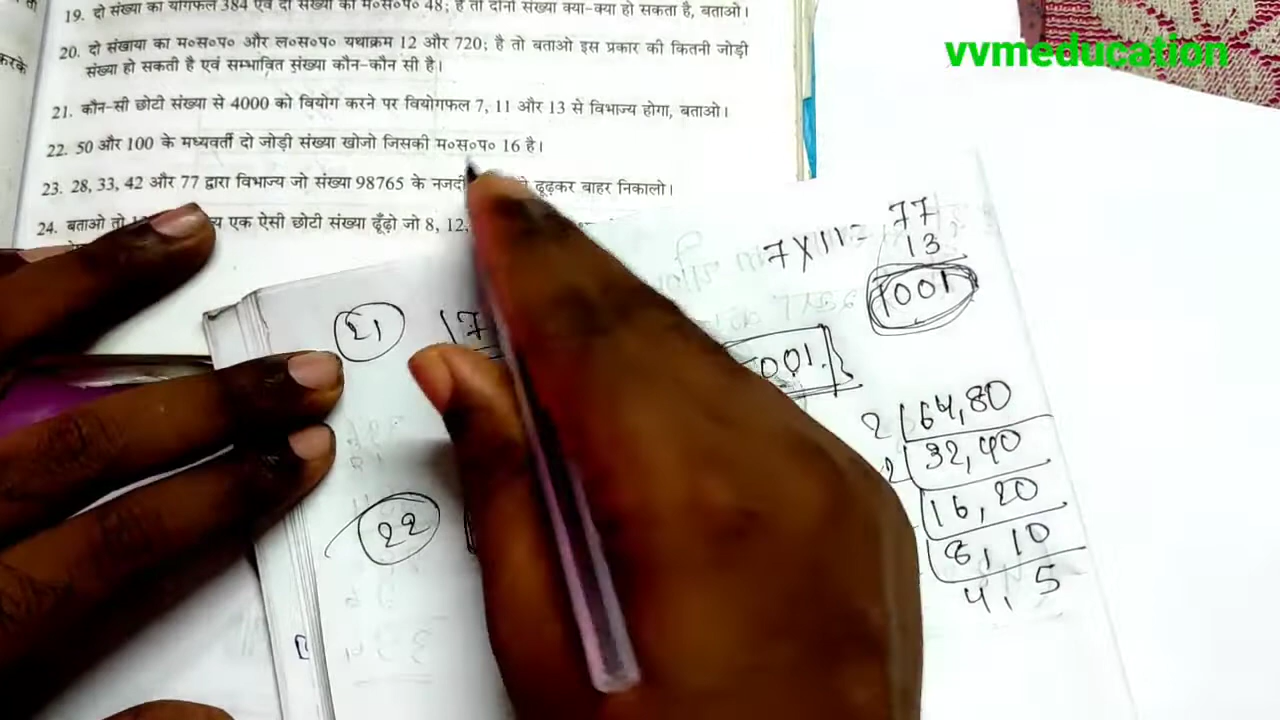 19. दो संख्या का योगफल 384 एवं दो संख्या का म०स०प० 48; है तो दोनों संख्या क्या-क्या हो सकता है, बताओ।
vvmeducation
20. दो संखाया का म०स०प० और ल०स०प० यथाक्रम 12 और 720; है तो बताओ इस प्रकार की कितनी जोड़ी
संख्या हो सकती है एवं सम्भावित संख्या कौन-कौन सी है।
करके
21. कौन-सी छोटी संख्या से 4000 को वियोग करने पर वियोगफल 7, 11 और 13 से विभाज्य होगा, बताओ।
22. 50 और 100 के मध्यवर्ती दो जोड़ी संख्या खोजो जिसकी म०स०प० 16 है।
23. 28, 33, 42 और 77 द्वारा विभाज्य जो संख्या 98765 के ढूढ़कर बाहर निकालो।
24. बताओ तो एक ऐसी छोटी संख्या ढूँढ़ो जो 8, 12,
7X11= 77
13
1001
21
001
2 64,80
2 32,40
16, 20
8, 10
4, 5
22